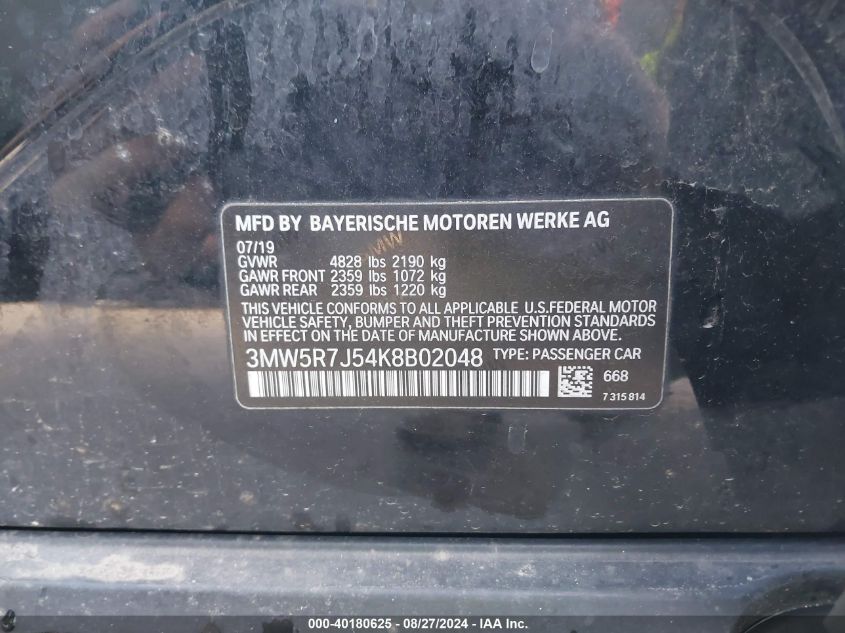 MFD BY BAYERISCHE MOTOREN WERKE AG
07/19
GVWR 4828 lbs 2190 kg
GAWR FRONT 2359 lbs 1072 kg
GAWR REAR 2359 lbs 1220 kg
THIS VEHICLE CONFORMS TO ALL APPLICABLE U.S.FEDERAL MOTOR
VEHICLE SAFETY, BUMPER AND THEFT PREVENTION STANDARDS
IN EFFECT ON THE DATE OF MANUFACTURE SHOWN ABOVE.
3MW5R7J54K8B02048 TYPE: PASSENGER CAR
668
7 315 814
000-40180625 | 08/27/2024 - IAA, Inc.